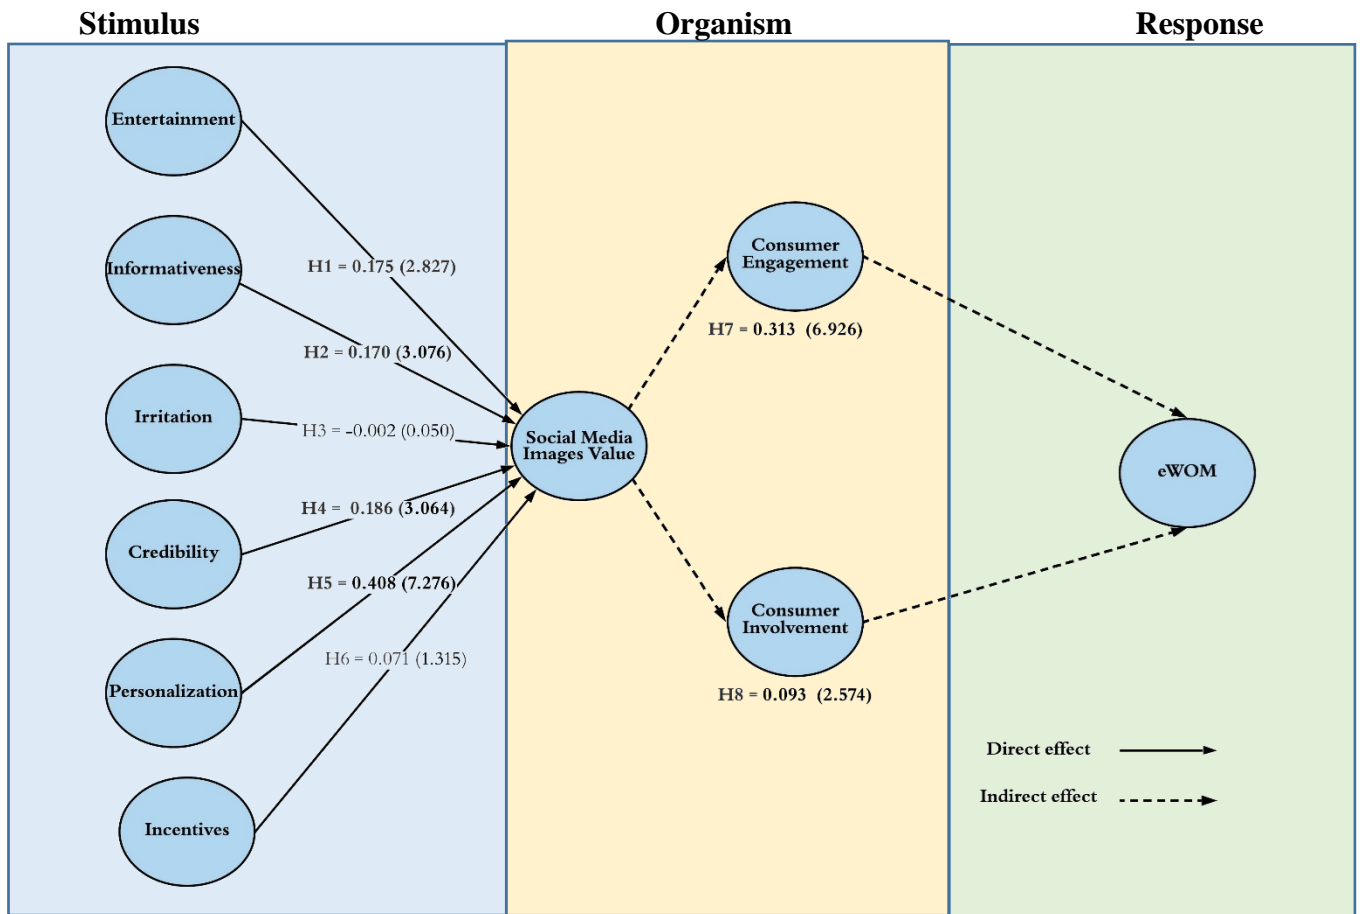 Stimulus
Organism
Response
Entertainment
Informativeness
Irritation
Credibility
Personalization
Incentives
H1 = 0.175 (2.827)
H2 = 0.170 (3.076)
H3 = -0.002 (0.050)
H4 = 0.186 (3.064)
H5 = 0.408 (7.276)
H6 = 0.071 (1.315)
Social Media
Images Value
Consumer
Engagement
H7 = 0.313 (6.926)
Consumer
Involvement
H8 = 0.093 (2.574)
eWOM
Direct effect
Indirect effect